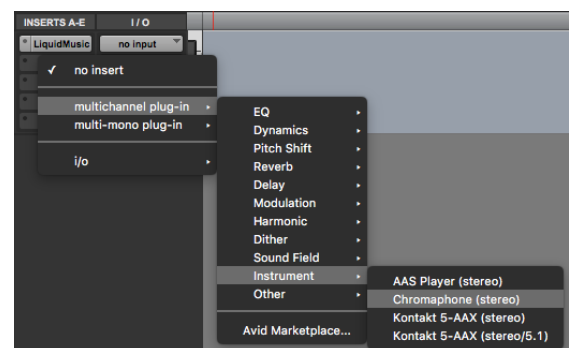 INSERTS A-E I / O
LiquidMusic no input
✓ no insert
multichannel plug-in
multi-mono plug-in
i/o
EQ
Dynamics
Pitch Shift
Reverb
Delay
Modulation
Harmonic
Dither
Sound Field
Instrument
Other
Avid Marketplace...
AAS Player (stereo)
Chromaphone (stereo)
Kontakt 5-AAX (stereo)
Kontakt 5-AAX (stereo/5.1)